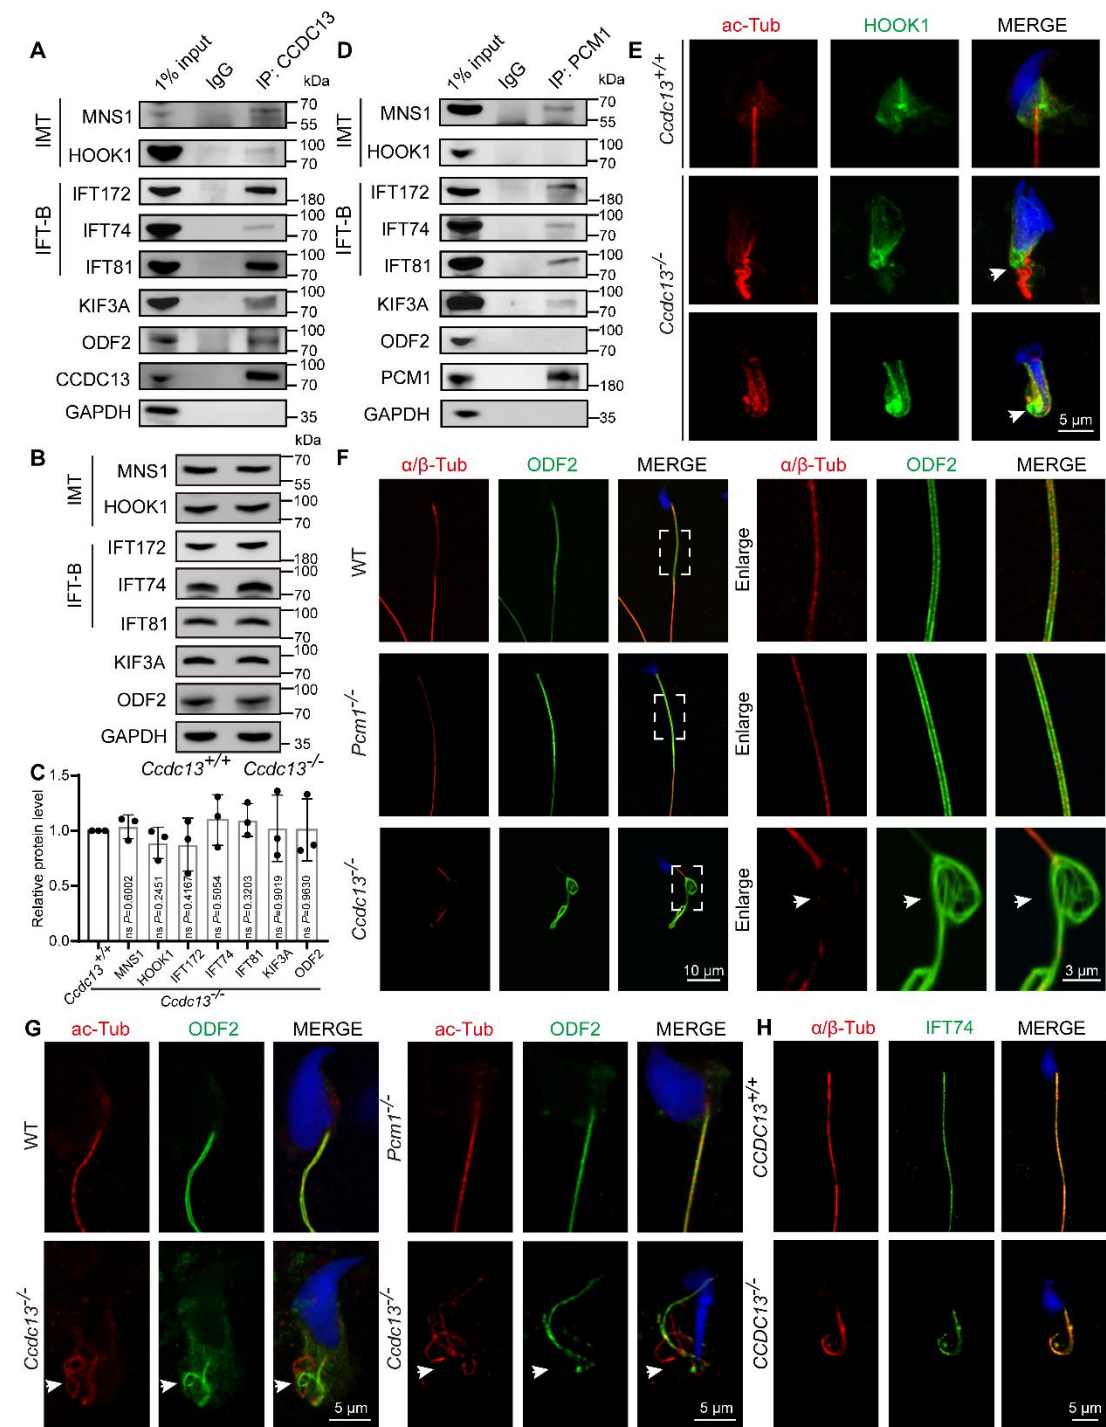 A
1% input
IgG
IP: CCDC13
kDa
IMT
MNS1
70
55
HOOK1
100
70
IFT-B
IFT172
180
IFT74
100
70
IFT81
100
70
KIF3A
100
70
ODF2
100
70
CCDC13
100
70
GAPDH
35
D
1% input
IgG
IP: PCM1
kDa
IMT
MNS1
70
55
HOOK1
100
70
IFT-B
IFT172
180
IFT74
100
70
IFT81
100
70
KIF3A
100
70
ODF2
100
70
PCM1
180
GAPDH
35
E
ac-Tub
HOOK1
MERGE
Ccdc13+/+
Ccdc13-/-
5 μm
B
kDa
IMT
MNS1
70
55
HOOK1
100
70
IFT-B
IFT172
180
IFT74
100
70
IFT81
100
70
KIF3A
100
70
ODF2
100
70
GAPDH
35
Ccdc13+/+
Ccdc13-/-
C
Relative protein level
1.5
1.0
0.5
0.0
ns P=0.6002
ns P=0.2451
ns P=0.4167
ns P=0.5054
ns P=0.3203
ns P=0.9019
ns P=0.9630
Ccdc13+/+
MNS1
HOOK1
IFT172
IFT74
IFT81
KIF3A
ODF2
Ccdc13-/-
F
α/β-Tub
ODF2
MERGE
α/β-Tub
ODF2
MERGE
WT
Enlarge
Pcm1-/-
Enlarge
Ccdc13-/-
Enlarge
10 μm
3 μm
G
ac-Tub
ODF2
MERGE
ac-Tub
ODF2
MERGE
WT
Pcm1-/-
Ccdc13-/-
Ccdc13-/-
5 μm
5 μm
H
α/β-Tub
IFT74
MERGE
CCDC13+/+
CCDC13-/-
5 μm